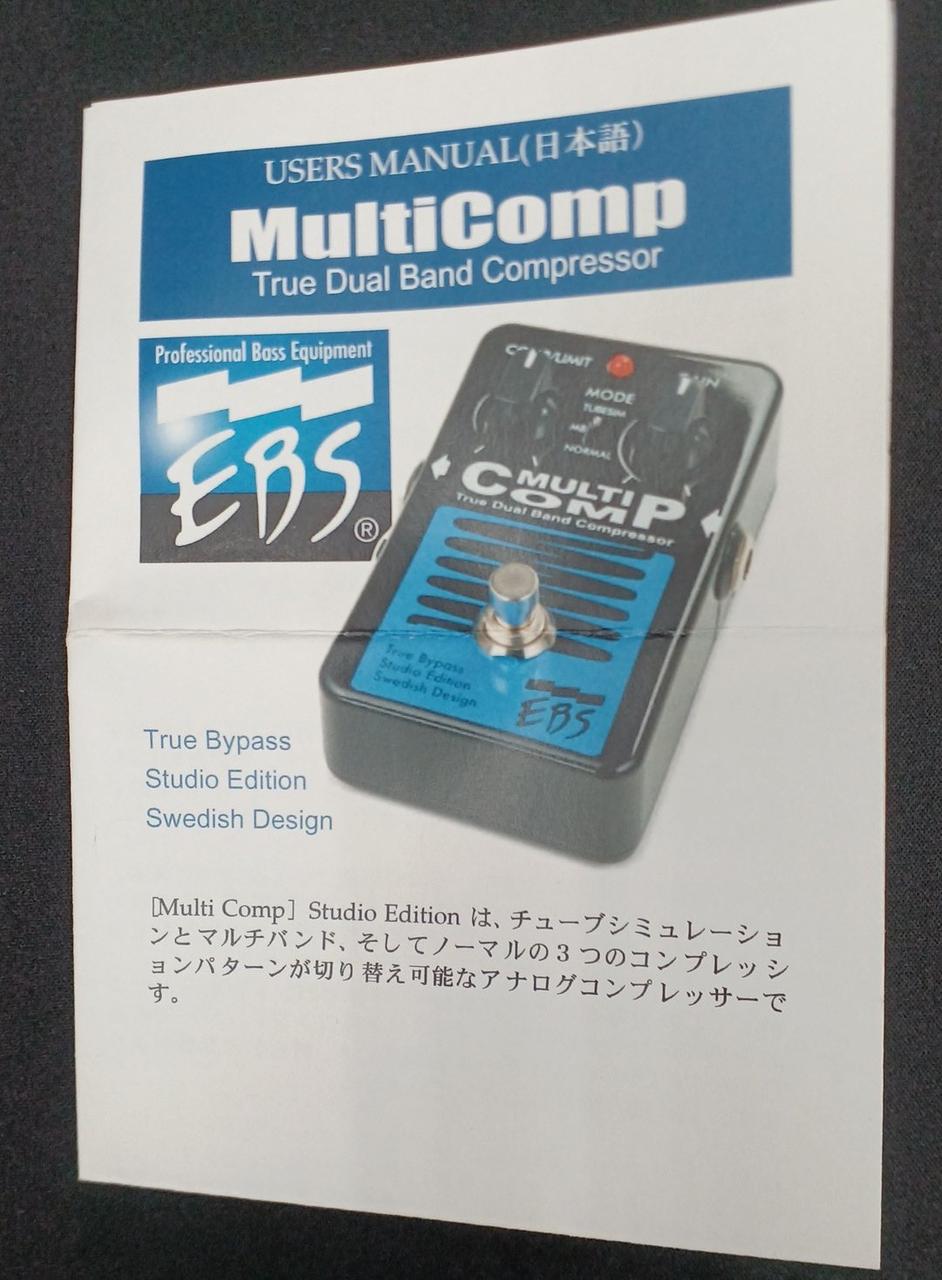 USERS MANUAL(日本語)
MultiComp
True Dual Band Compressor
Professional Bass Equipment
EBS®
COMP/LIMIT
GAIN
MODE
TUBESIM
MB
NORMAL
MULTI
COMP
True Dual Band Compressor
True Bypass
Studio Edition
Swedish Design
EBS
True Bypass
Studio Edition
Swedish Design
[Multi Comp] Studio Edition は、チューブシミュレーショ
ンとマルチバンド、そしてノーマルの3つのコンプレッシ
ョンパターンが切り替え可能なアナログコンプレッサーで
す。